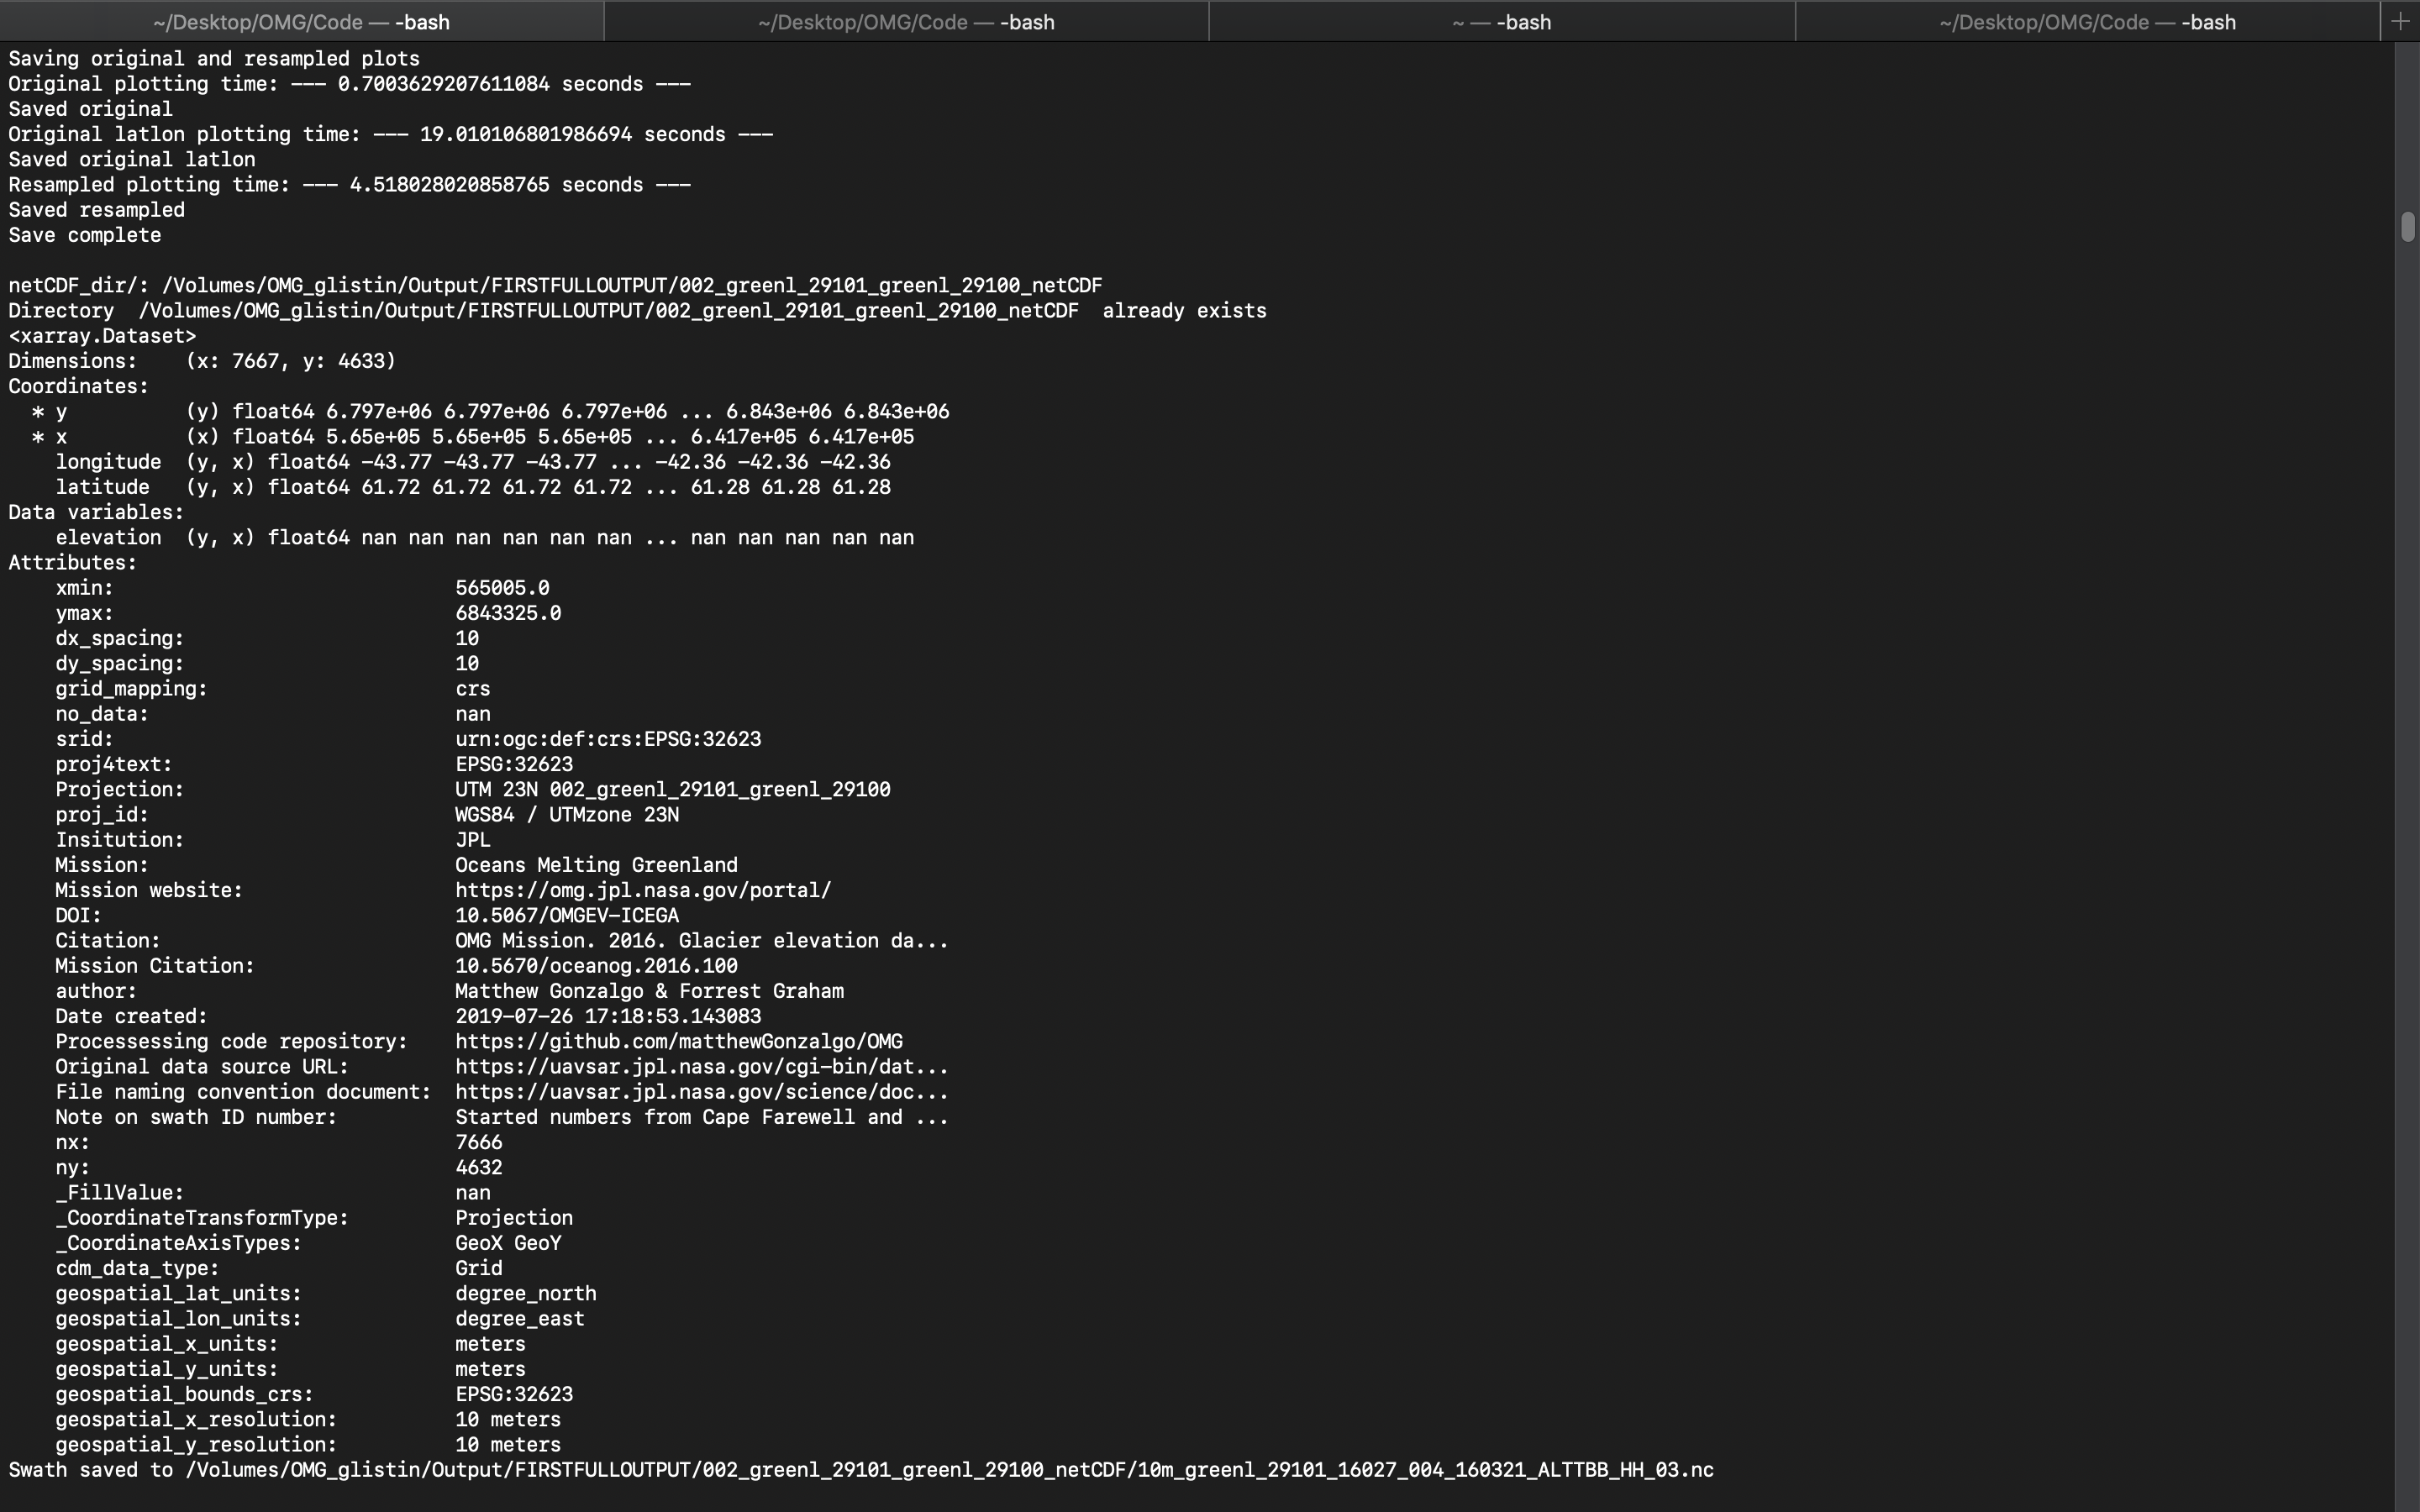 ~/Desktop/OMG/Code — -bash
~/Desktop/OMG/Code — -bash
~ — -bash
~/Desktop/OMG/Code — -bash
+
Saving original and resampled plots
Original plotting time: --- 0.7003629207611084 seconds ---
Saved original
Original latlon plotting time: --- 19.010106801986694 seconds ---
Saved original latlon
Resampled plotting time: --- 4.518028020858765 seconds ---
Saved resampled
Save complete
netCDF_dir/: /Volumes/OMG_glistin/Output/FIRSTFULLOUTPUT/002_greenl_29101_greenl_29100_netCDF
Directory  /Volumes/OMG_glistin/Output/FIRSTFULLOUTPUT/002_greenl_29101_greenl_29100_netCDF  already exists
<xarray.Dataset>
Dimensions:    (x: 7667, y: 4633)
Coordinates:
  * y          (y) float64 6.797e+06 6.797e+06 6.797e+06 ... 6.843e+06 6.843e+06
  * x          (x) float64 5.65e+05 5.65e+05 5.65e+05 ... 6.417e+05 6.417e+05
    longitude  (y, x) float64 -43.77 -43.77 -43.77 ... -42.36 -42.36 -42.36
    latitude   (y, x) float64 61.72 61.72 61.72 61.72 ... 61.28 61.28 61.28
Data variables:
    elevation  (y, x) float64 nan nan nan nan nan nan ... nan nan nan nan nan
Attributes:
    xmin:                              565005.0
    ymax:                              6843325.0
    dx_spacing:                        10
    dy_spacing:                        10
    grid_mapping:                      crs
    no_data:                           nan
    srid:                              urn:ogc:def:crs:EPSG:32623
    proj4text:                         EPSG:32623
    Projection:                        UTM 23N 002_greenl_29101_greenl_29100
    proj_id:                           WGS84 / UTMzone 23N
    Insitution:                        JPL
    Mission:                           Oceans Melting Greenland
    Mission website:                   https://omg.jpl.nasa.gov/portal/
    DOI:                               10.5067/OMGEV-ICEGA
    Citation:                          OMG Mission. 2016. Glacier elevation da...
    Mission Citation:                  10.5670/oceanog.2016.100
    author:                            Matthew Gonzalgo & Forrest Graham
    Date created:                      2019-07-26 17:18:53.143083
    Processessing code repository:     https://github.com/matthewGonzalgo/OMG
    Original data source URL:          https://uavsar.jpl.nasa.gov/cgi-bin/dat...
    File naming convention document:   https://uavsar.jpl.nasa.gov/science/doc...
    Note on swath ID number:           Started numbers from Cape Farewell and ...
    nx:                                7666
    ny:                                4632
    _FillValue:                        nan
    _CoordinateTransformType:          Projection
    _CoordinateAxisTypes:              GeoX GeoY
    cdm_data_type:                     Grid
    geospatial_lat_units:              degree_north
    geospatial_lon_units:              degree_east
    geospatial_x_units:                meters
    geospatial_y_units:                meters
    geospatial_bounds_crs:             EPSG:32623
    geospatial_x_resolution:           10 meters
    geospatial_y_resolution:           10 meters
Swath saved to /Volumes/OMG_glistin/Output/FIRSTFULLOUTPUT/002_greenl_29101_greenl_29100_netCDF/10m_greenl_29101_16027_004_160321_ALTTBB_HH_03.nc